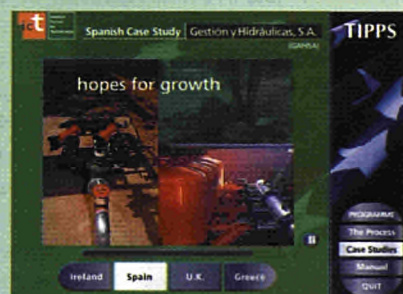 t
Spanish Case Study Gestión y Hidráulicas, S.A.
(GAHSA)
TIPPS
hopes for growth
PROGRAMME
The Process
Case Studies
Manual
QUIT
Ireland Spain U.K. Greece